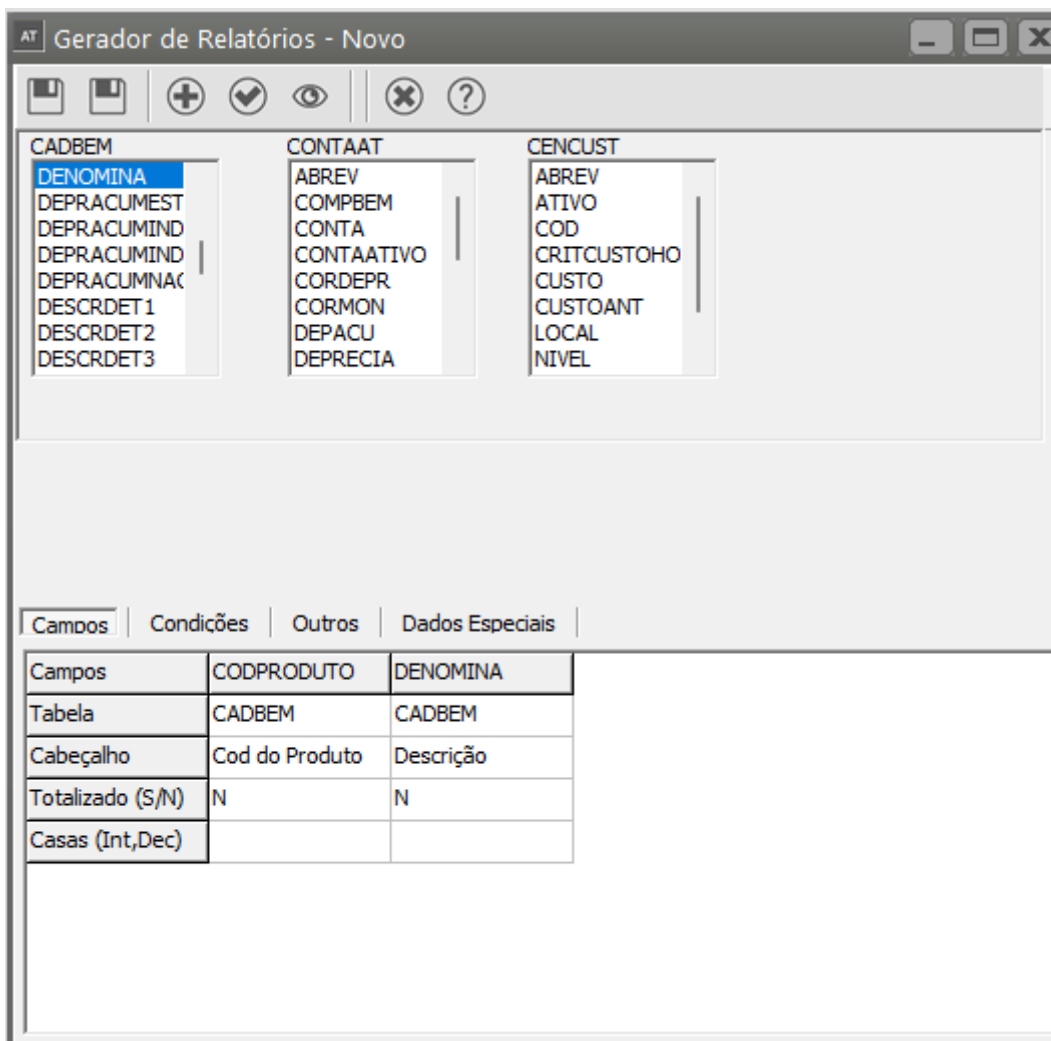 AT Gerador de Relatórios - Novo
CADBEM CONTAAT CENCUST
DENOMINA ABREV ABREV
DEPRACUMEST COMPBEM ATIVO
DEPRACUMIND CONTA COD
DEPRACUMIND CONTAATIVO CRITCUSTOHO
DEPRACUMNAC CORDEPR CUSTO
DESCRDET1 CORMON CUSTOANT
DESCRDET2 DEPACU LOCAL
DESCRDET3 DEPRECIA NIVEL
Campos Condições Outros Dados Especiais
Campos CODPRODUTO DENOMINA
Tabela CADBEM CADBEM
Cabeçalho Cod do Produto Descrição
Totalizado (S/N) N N
Casas (Int,Dec)